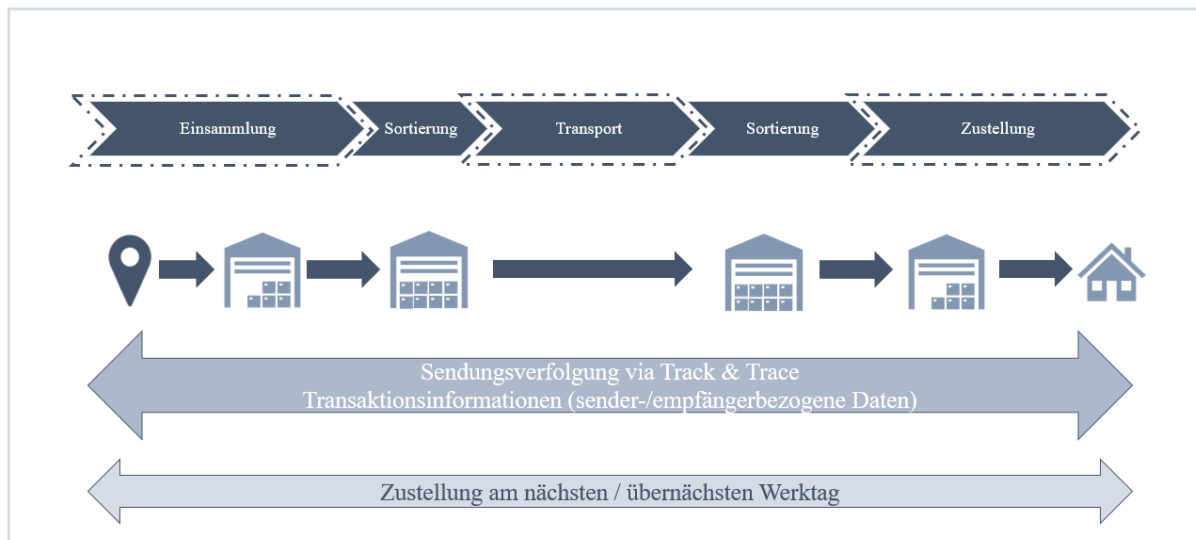 Einsammlung
Sortierung
Transport
Sortierung
Zustellung
Sendungsverfolgung via Track & Trace
Transaktionsinformationen (sender-/empfängerbezogene Daten)
Zustellung am nächsten / übernächsten Werktag